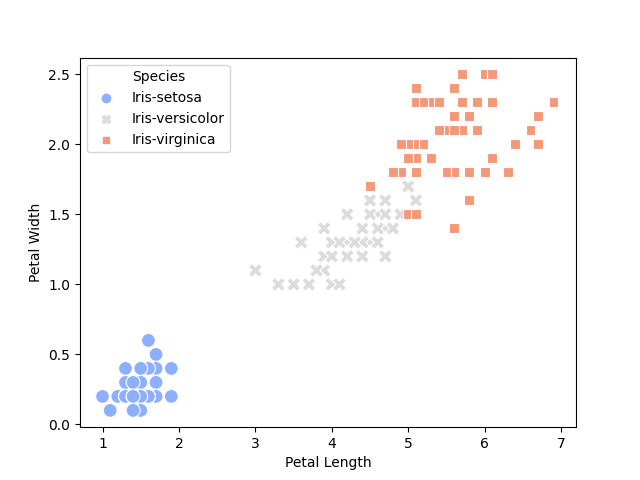 Species
Iris-setosa
Iris-versicolor
Iris-virginica
2.5
2.0
1.5
1.0
0.5
0.0
Petal Width
1 2 3 4 5 6 7
Petal Length